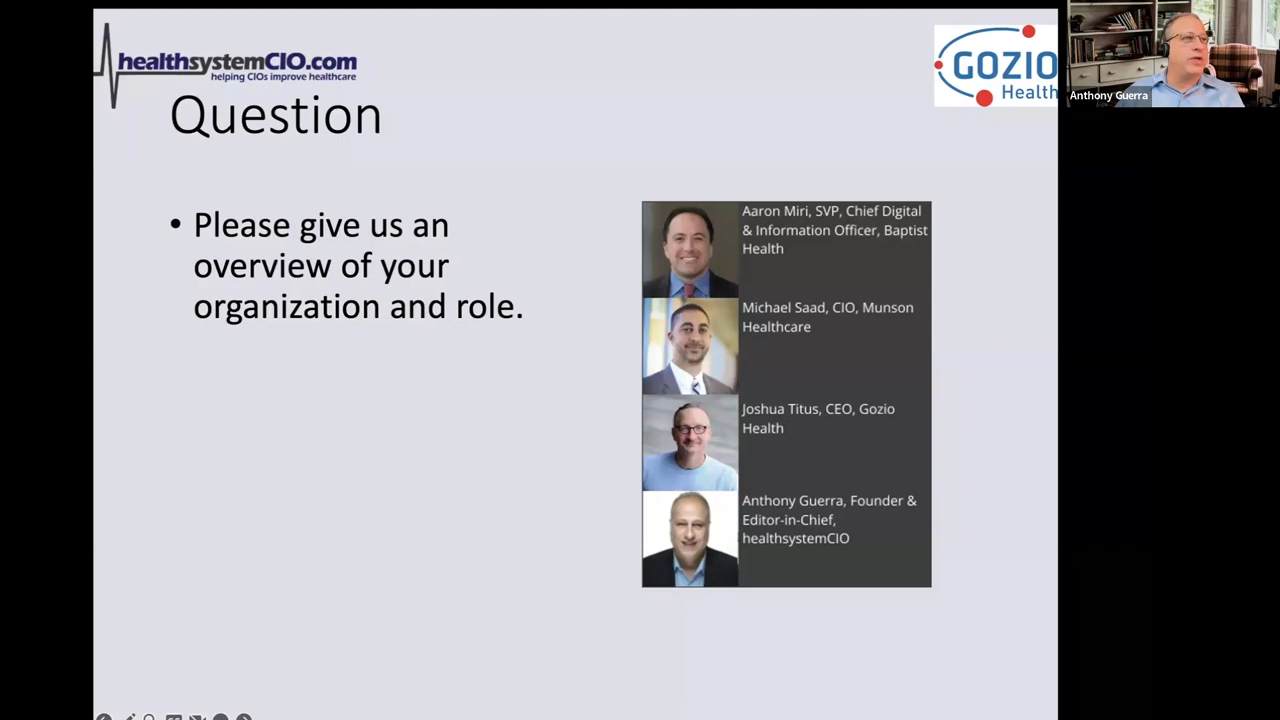 healthsystemCIO.com
helping CIOs improve healthcare
GOZIO
Health
Anthony Guerra
Question
• Please give us an
overview of your
organization and role.
Aaron Miri, SVP, Chief Digital
& Information Officer, Baptist
Health
Michael Saad, CIO, Munson
Healthcare
Joshua Titus, CEO, Gozio
Health
Anthony Guerra, Founder &
Editor-in-Chief,
healthsystemCIO